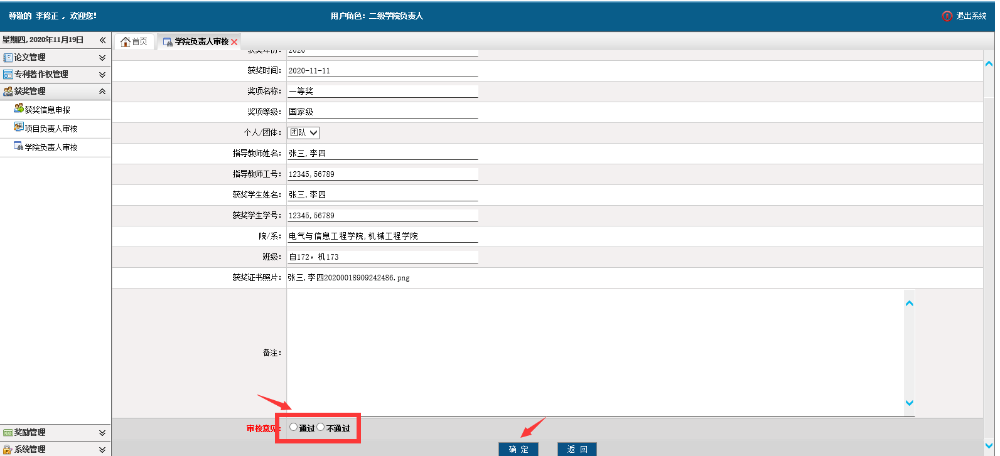 尊敬的 李修正 ，欢迎您!
用户角色：二级学院负责人
退出系统
星期四, 2020年11月19日
首页
学院负责人审核
论文管理
专利著作权管理
获奖管理
获奖信息申报
项目负责人审核
学院负责人审核
奖励管理
系统管理
获奖年份： 2020
获奖时间： 2020-11-11
奖项名称： 一等奖
奖项等级： 国家级
个人/团体： 团队
指导教师姓名： 张三,李四
指导教师工号： 12345,56789
获奖学生姓名： 张三,李四
获奖学生学号： 12345,56789
院/系： 电气与信息工程学院,机械工程学院
班级： 自172，机173
获奖证书照片： 张三,李四20200018909242486.png
备注：
审核意见： 通过 不通过
确 定
返 回